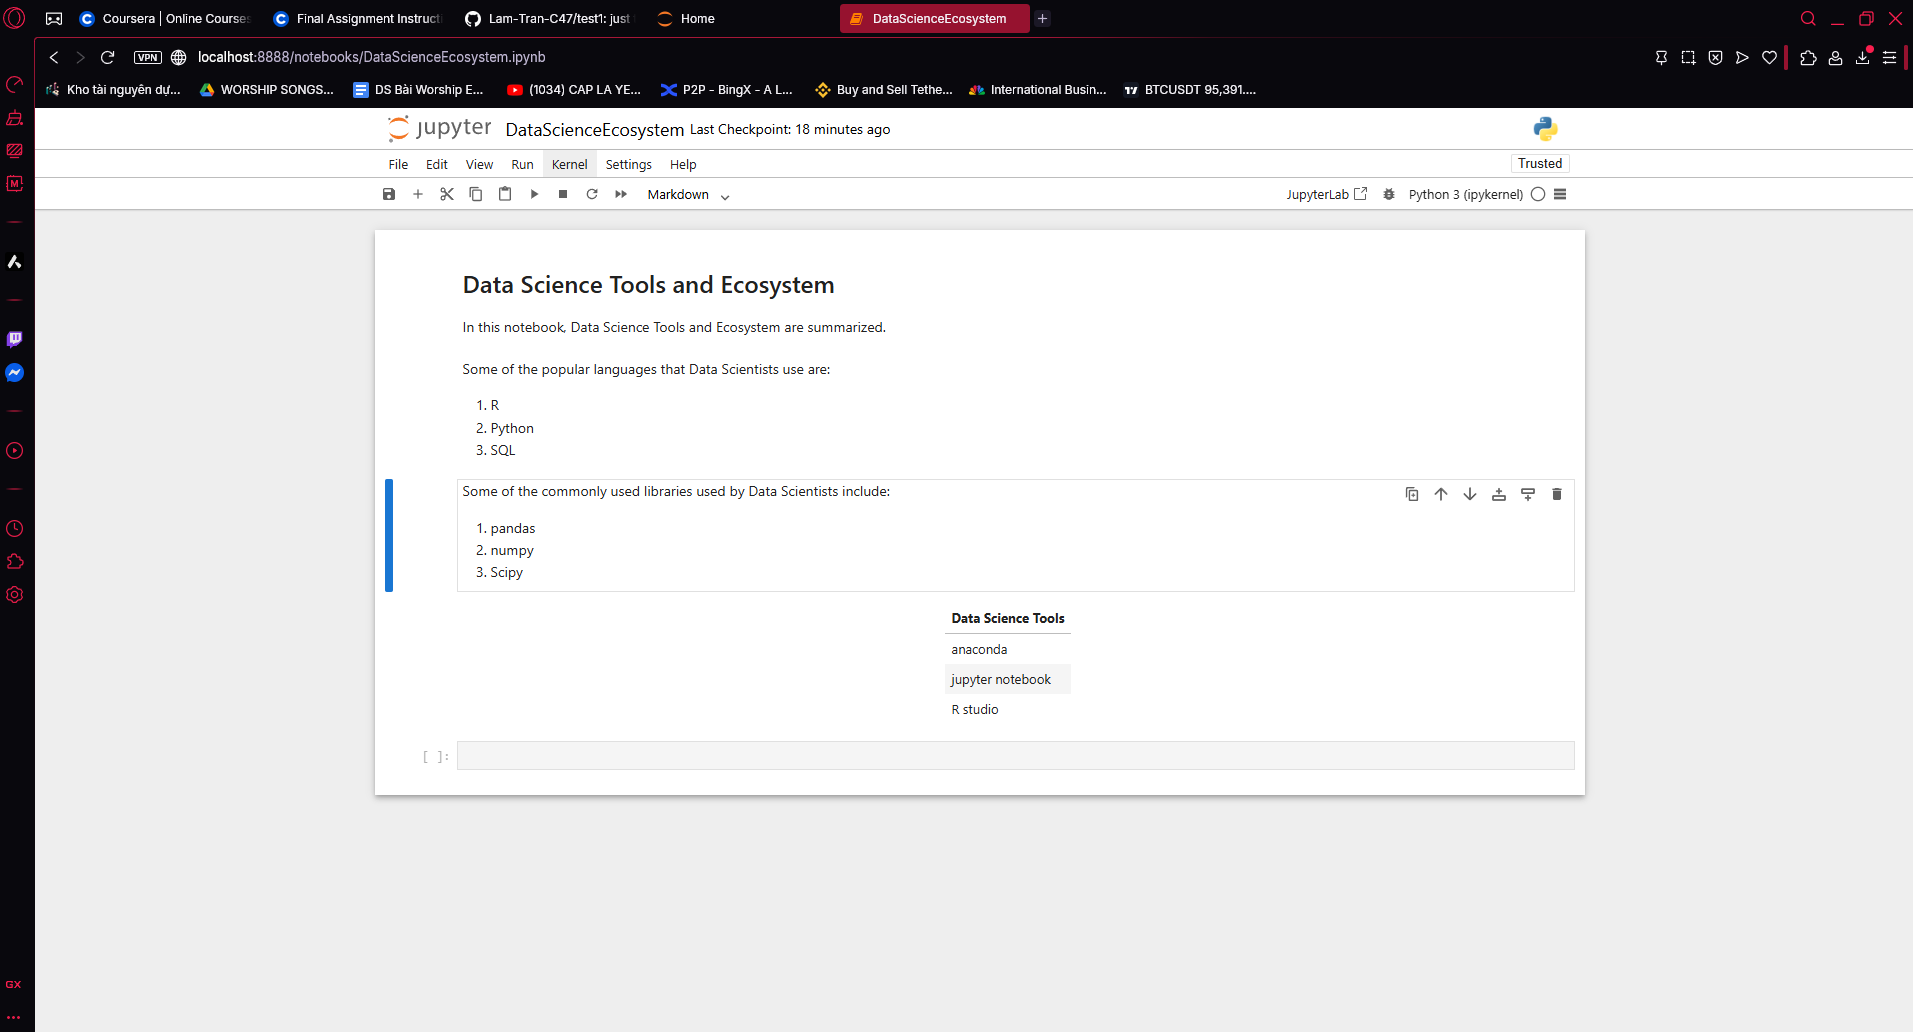 Coursera | Online Courses
Final Assignment Instructi
Lam-Tran-C47/test1: just
Home
DataScienceEcosystem
VPN
localhost:8888/notebooks/DataScienceEcosystem.ipynb
Kho tài nguyên dự...
WORSHIP SONGS...
DS Bài Worship E...
(1034) CAP LA YE...
P2P - BingX - A L...
Buy and Sell Tethe...
International Busin...
BTCUSDT 95,391....
jupyter
DataScienceEcosystem Last Checkpoint: 18 minutes ago
File Edit View Run Kernel Settings Help
Trusted
Markdown
JupyterLab
Python 3 (ipykernel)
Data Science Tools and Ecosystem
In this notebook, Data Science Tools and Ecosystem are summarized.
Some of the popular languages that Data Scientists use are:
1. R
2. Python
3. SQL
Some of the commonly used libraries used by Data Scientists include:
1. pandas
2. numpy
3. Scipy
Data Science Tools
anaconda
jupyter notebook
R studio
[ ]:
M
GX